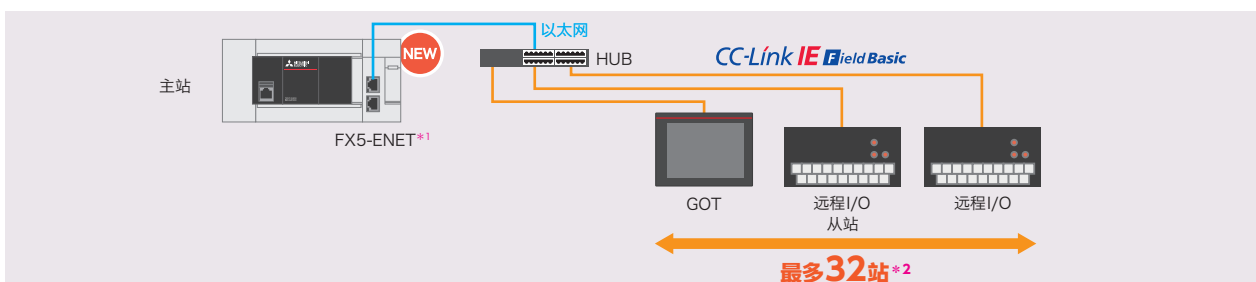 以太网
NEW
HUB
CC-Link IE Field Basic
主站
FX5-ENET*1
GOT
远程I/O
从站
远程I/O
最多32站*2